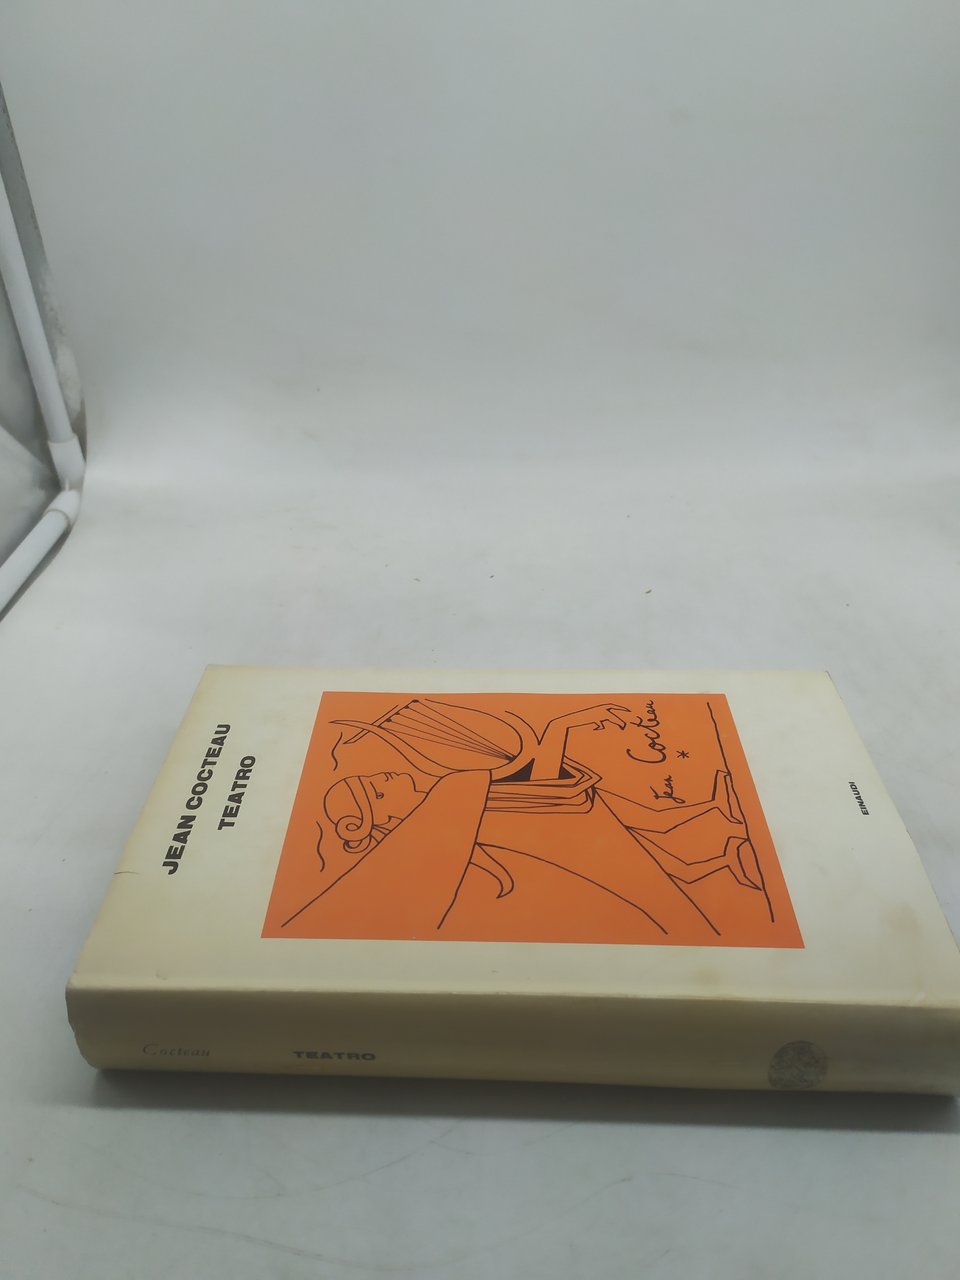 JEAN COCTEAU
TEATRO
Jean Cocteau
*
EINAUDI
Cocteau
TEATRO